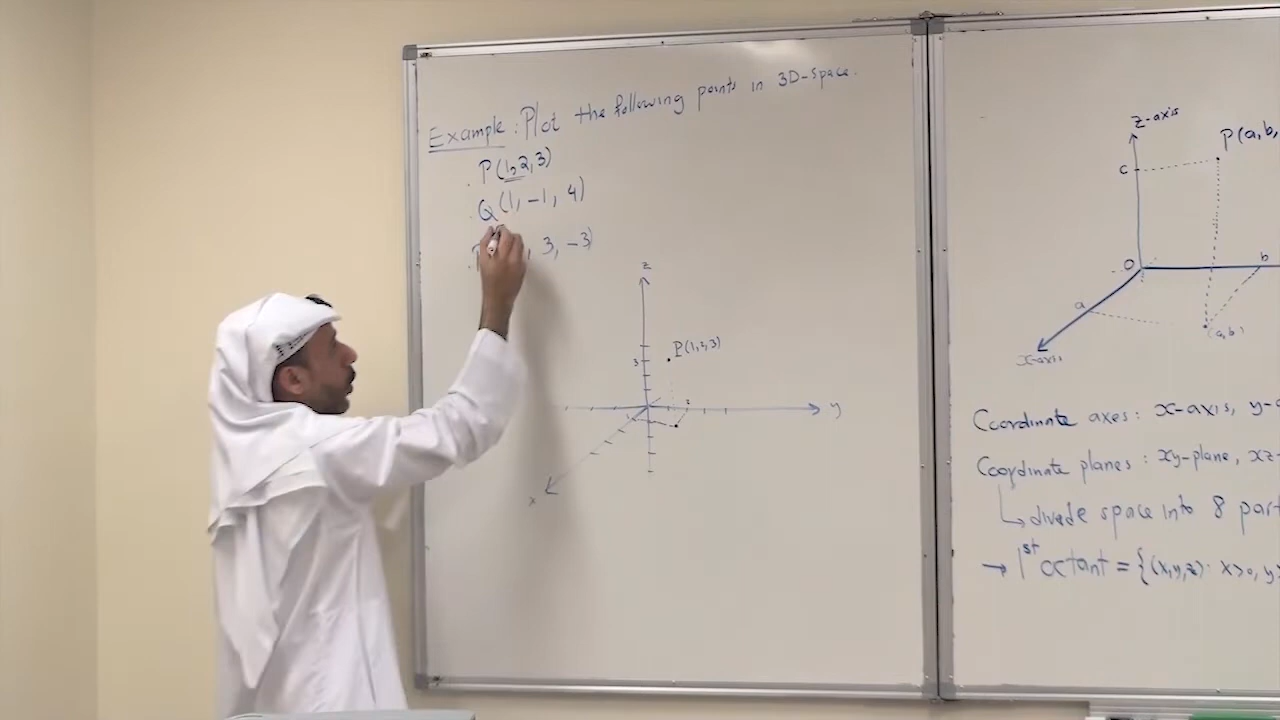 Example: Plot the following points in 3D-Space.
P(1,2,3)
Q(1, -1, 4)
3, -3)
z
3
P(1,2,3)
2
y
x
z-axis
P(a,b,
c
O
b
a
(a,b,)
x-axis
Coordinate axes: x-axis, y-a
Coordinate planes: xy-plane, xz-
divide space into 8 part
→ 1st octant = {(x,y,z): x>0, y>